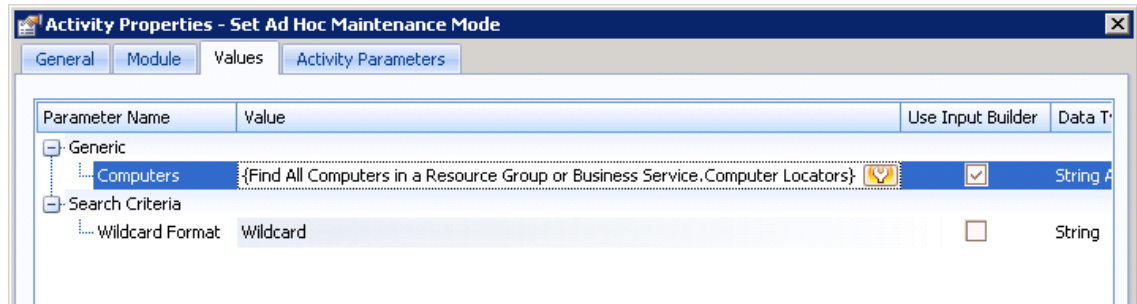 Activity Properties - Set Ad Hoc Maintenance Mode
General Module Values Activity Parameters
Parameter Name Value Use Input Builder Data T
Generic
Computers {Find All Computers in a Resource Group or Business Service.Computer Locators} String A
Search Criteria
Wildcard Format Wildcard String